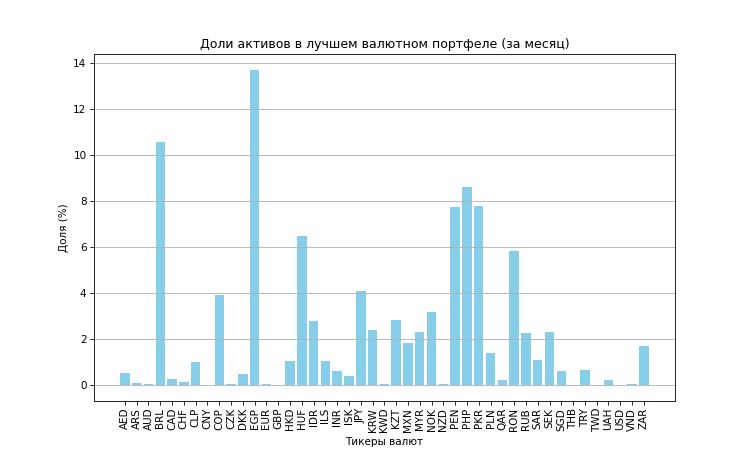 Доли активов в лучшем валютном портфеле (за месяц)
Доля (%)
14
12
10
8
6
4
2
0
AED ARS AUD BRL CAD CHF CLP CNY COP CZK DKK EGP EUR GBP HKD HUF IDR ILS INR ISK JPY KRW KWD KZT MXN MYR NOK NZD PEN PHP PKR PLN QAR RON RUB SAR SEK SGD THB TRY TWD UAH USD VND ZAR
Тикеры валют